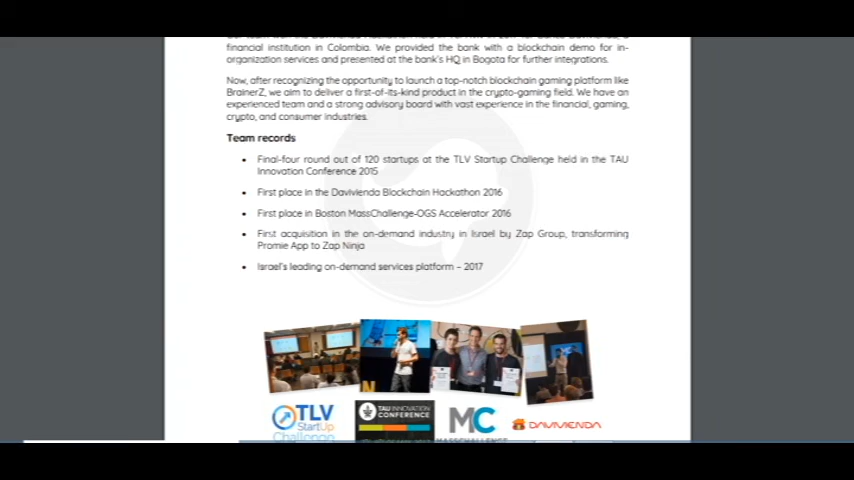 financial institution in Colombia. We provided the bank with a blockchain demo for in-
organization services and presented at the bank's HQ in Bogota for further integrations.
Now, after recognizing the opportunity to launch a top-notch blockchain gaming platform like
BrainerZ, we aim to deliver a first-of-its-kind product in the crypto-gaming field. We have an
experienced team and a strong advisory board with vast experience in the financial, gaming,
crypto, and consumer industries.
Team records
• Final-four round out of 120 startups at the TLV Startup Challenge held in the TAU
Innovation Conference 2015
• First place in the Davivienda Blockchain Hackathon 2016
• First place in Boston MassChallenge-OGS Accelerator 2016
• First acquisition in the on-demand industry in Israel by Zap Group, transforming
Promie App to Zap Ninja
• Israel's leading on-demand services platform – 2017
MC
TLV
StartUp
Challenge
TAU INNOVATION
CONFERENCE
MC
MASSCHALLENGE
DAVIVIENDA